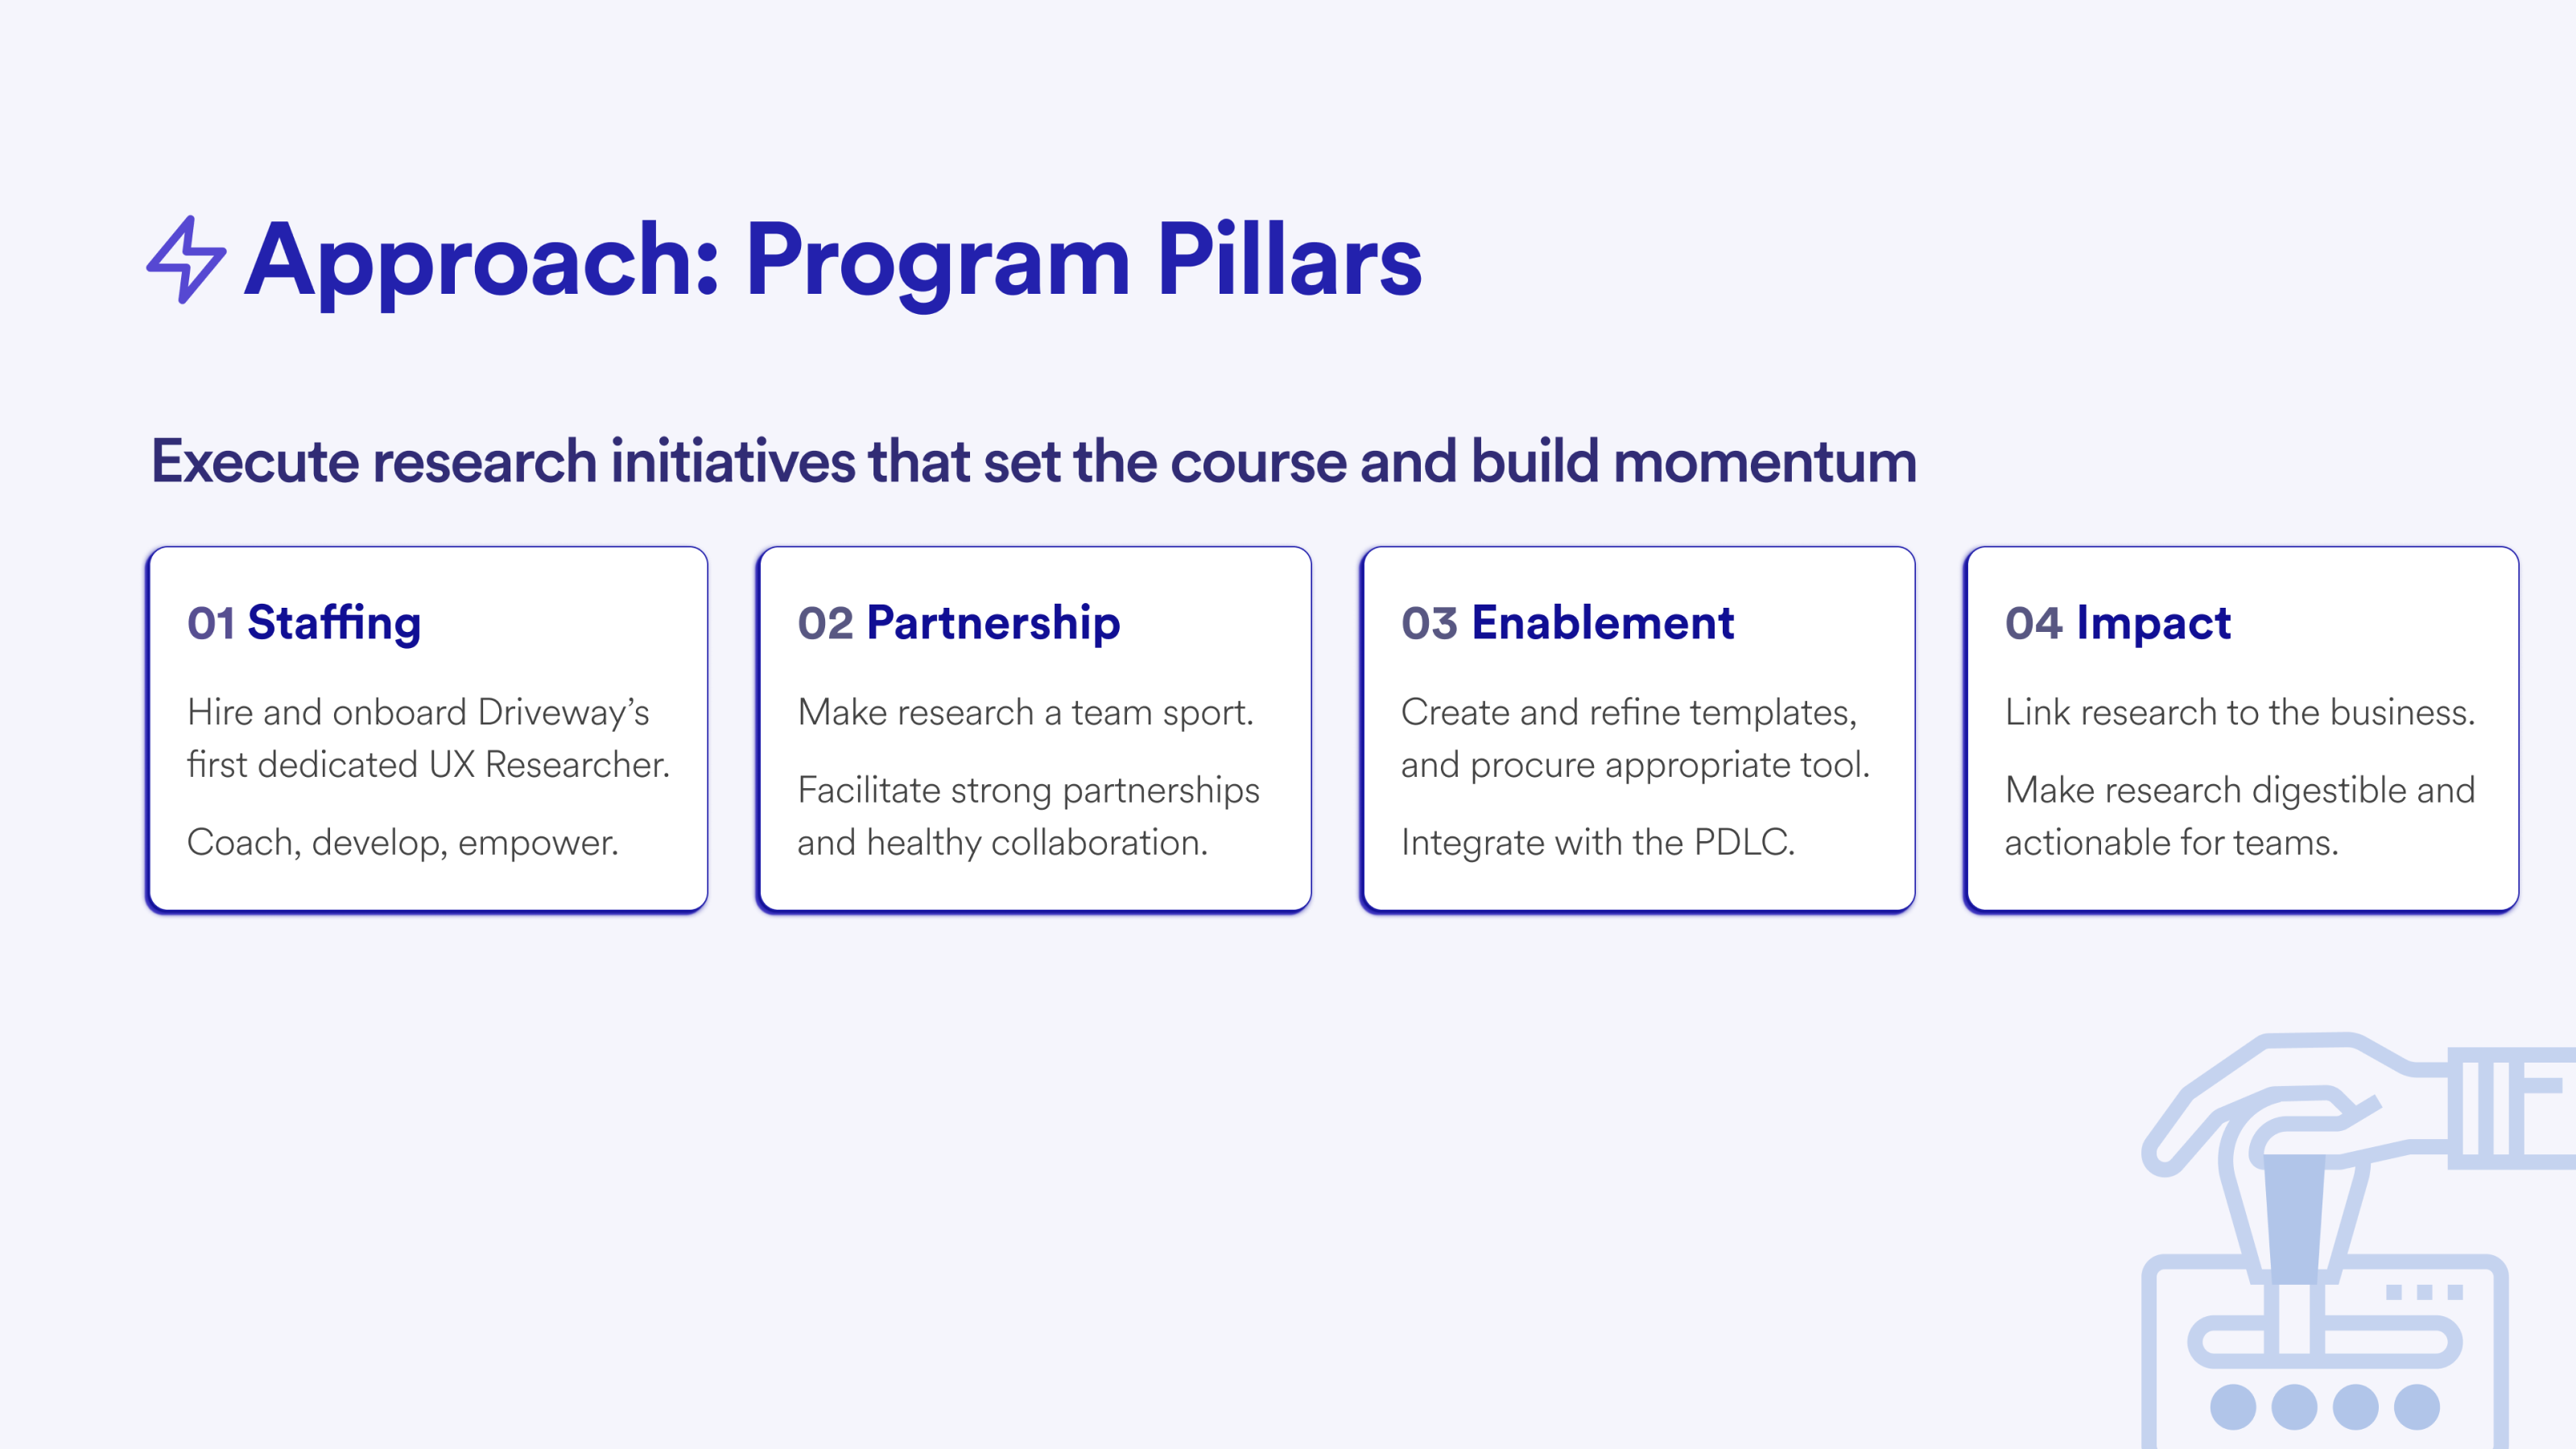 Approach: Program Pillars
Execute research initiatives that set the course and build momentum
01 Staffing
Hire and onboard Driveway’s
first dedicated UX Researcher.
Coach, develop, empower.
02 Partnership
Make research a team sport.
Facilitate strong partnerships
and healthy collaboration.
03 Enablement
Create and refine templates,
and procure appropriate tool.
Integrate with the PDLC.
04 Impact
Link research to the business.
Make research digestible and
actionable for teams.